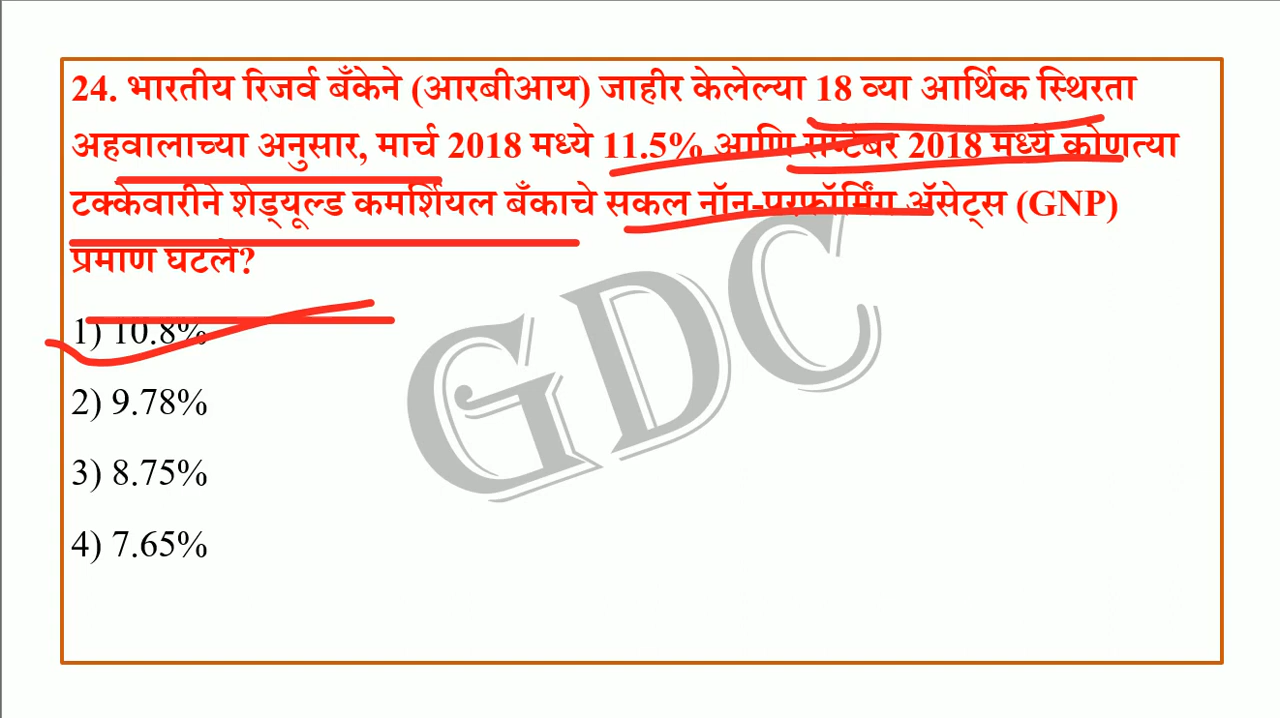 24. भारतीय रिजर्व बँकेने (आरबीआय) जाहीर केलेल्या 18 व्या आर्थिक स्थिरता
अहवालाच्या अनुसार, मार्च 2018 मध्ये 11.5% आणि सप्टेंबर 2018 मध्ये कोणत्या
टक्केवारीने शेड्यूल्ड कमर्शियल बँकाचे सकल नॉन-परफॉर्मिंग ॲसेट्स (GNP)
प्रमाण घटले?
1) 10.8%
2) 9.78%
3) 8.75%
4) 7.65%
GDC